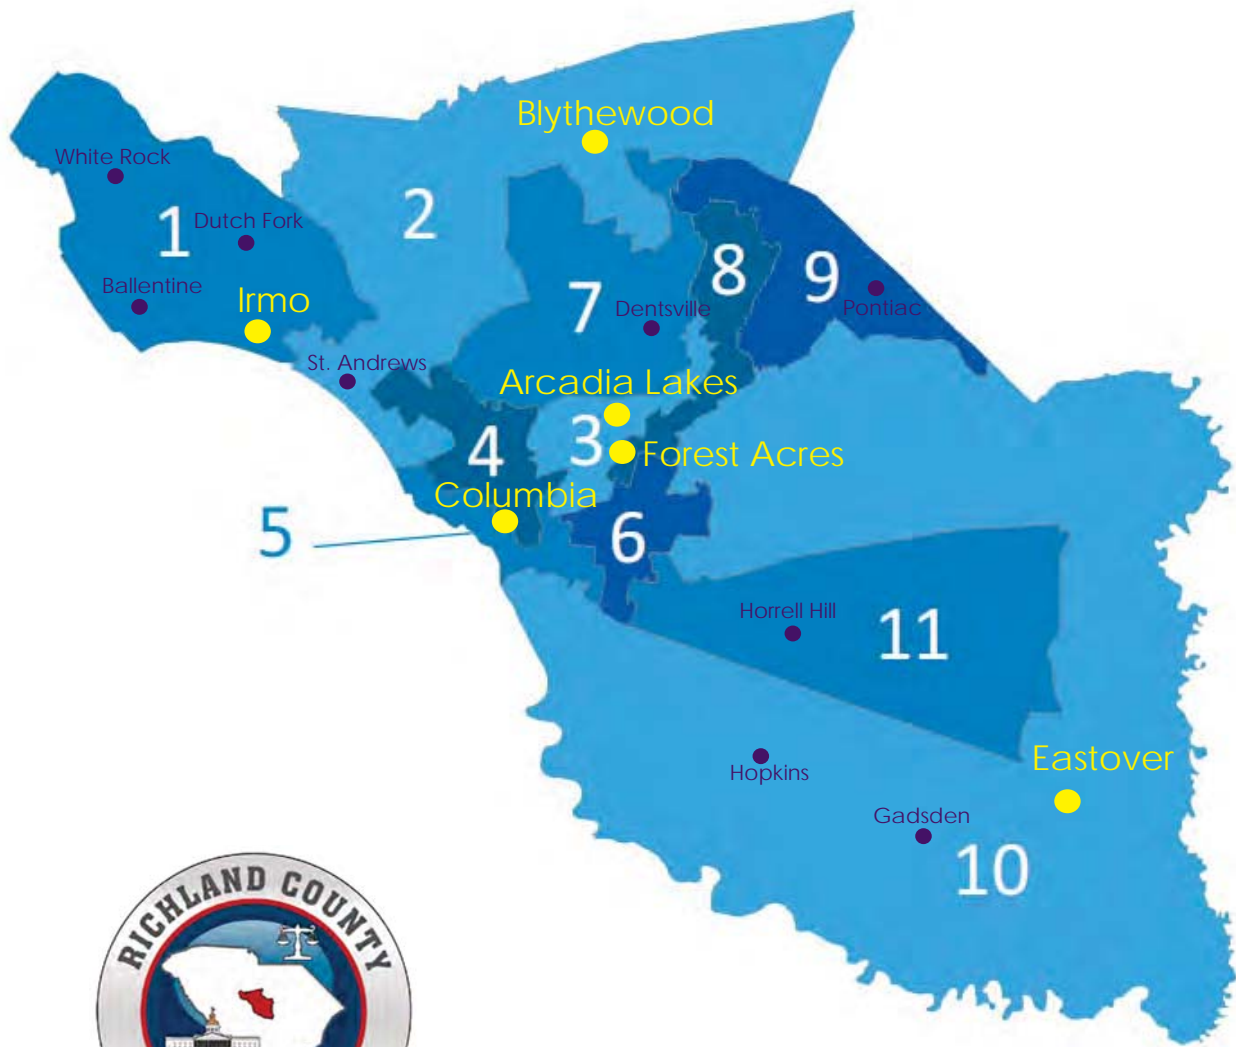 Blythewood
White Rock
1
Dutch Fork
2
8
9
Ballentine
Irmo
7
Dentsville
Pontiac
St. Andrews
Arcadia Lakes
4
3
Forest Acres
Columbia
5
6
Horrell Hill
11
Hopkins
Eastover
Gadsden
10
RICHLAND COUNTY